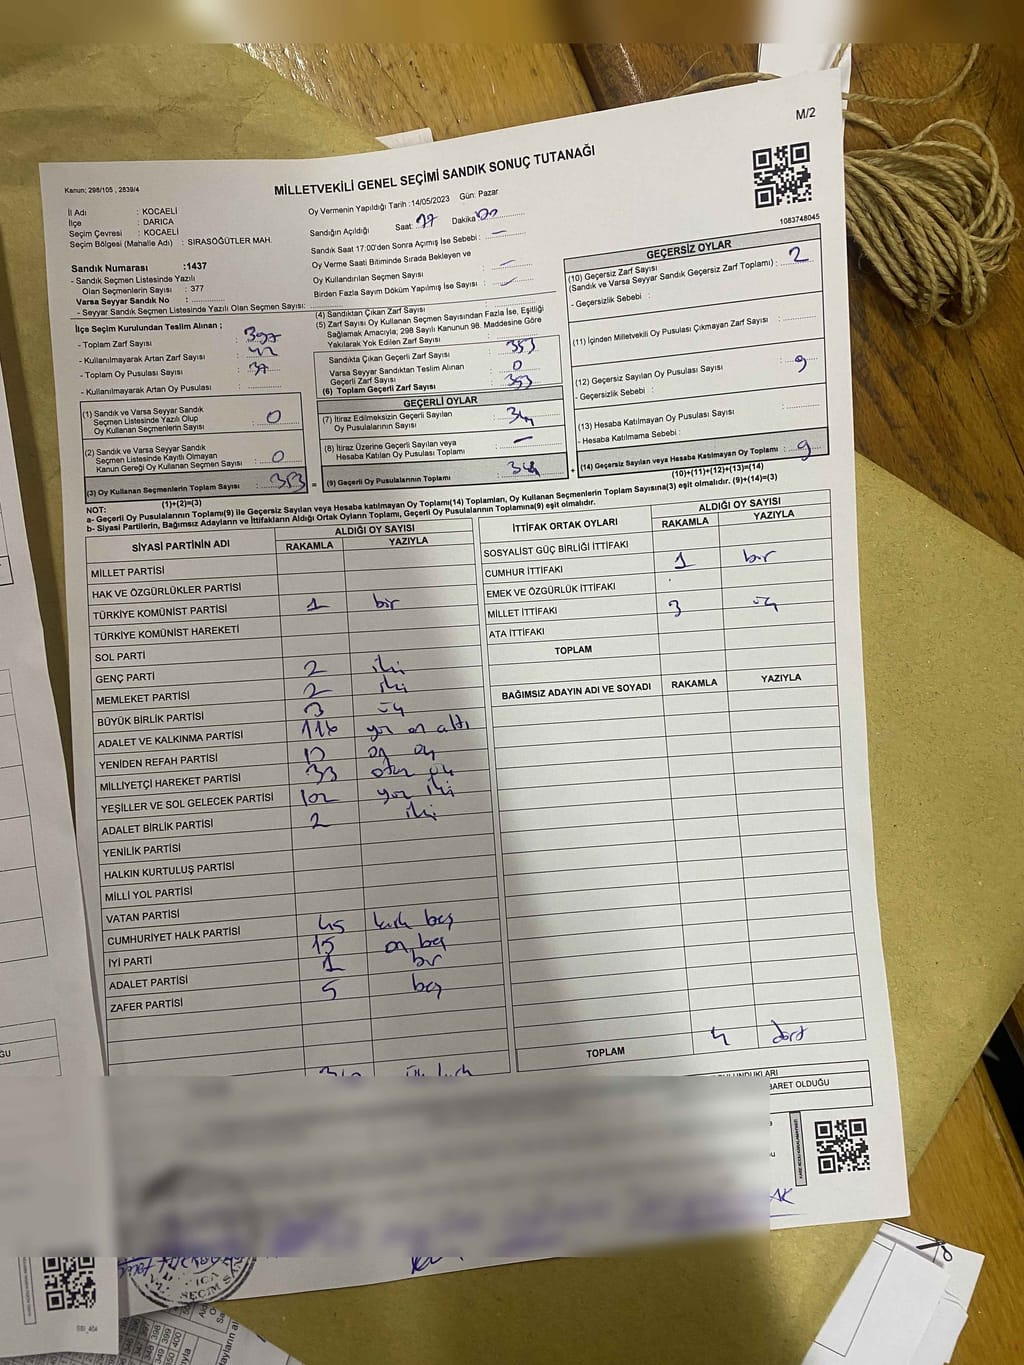 M/2
Kanun; 298/105 , 2839/4
MİLLETVEKİLİ GENEL SEÇİMİ SANDIK SONUÇ TUTANAĞI
1083748045
İl Adı : KOCAELİ
İlçe : DARICA
Seçim Çevresi : KOCAELİ
Seçim Bölgesi (Mahalle Adı) : SIRASÖĞÜTLER MAH.
Sandık Numarası :1437
- Sandık Seçmen Listesinde Yazılı
Olan Seçmenlerin Sayısı : 377
Varsa Seyyar Sandık No :
- Seyyar Sandık Seçmen Listesinde Yazılı Olan Seçmen Sayısı:
Oy Vermenin Yapıldığı Tarih : 14/05/2023 Gün: Pazar
Sandığın Açıldığı Saat: 17 Dakika 00
Sandık Saat 17:00'den Sonra Açılmış İse Sebebi : —
Oy Verme Saati Bitiminde Sırada Bekleyen ve
Oy Kullandırılan Seçmen Sayısı : —
Birden Fazla Sayım Döküm Yapılmış İse Sayısı : —
İlçe Seçim Kurulundan Teslim Alınan ;
- Toplam Zarf Sayısı :
- Kullanılmayarak Artan Zarf Sayısı :
- Toplam Oy Pusulası Sayısı :
- Kullanılmayarak Artan Oy Pusulası :
(1) Sandık ve Varsa Seyyar Sandık
Seçmen Listesinde Yazılı Olup
Oy Kullanan Seçmenlerin Sayısı : 0
(2) Sandık ve Varsa Seyyar Sandık
Seçmen Listesinde Kayıtlı Olmayan
Kanun Gereği Oy Kullanan Seçmen Sayısı : 0
(3) Oy Kullanan Seçmenlerin Toplam Sayısı : 353
(1)+(2)=(3)
(4) Sandıktan Çıkan Zarf Sayısı :
(5) Zarf Sayısı Oy Kullanan Seçmen Sayısından Fazla İse, Eşitliği
Sağlamak Amacıyla; 298 Sayılı Kanunun 98. Maddesine Göre
Yakılarak Yok Edilen Zarf Sayısı :
Sandıkta Çıkan Geçerli Zarf Sayısı : 353
Varsa Seyyar Sandıktan Teslim Alınan
Geçerli Zarf Sayısı : 0
(6) Toplam Geçerli Zarf Sayısı : 353
GEÇERLİ OYLAR
(7) İtiraz Edilmeksizin Geçerli Sayılan
Oy Pusulalarının Sayısı :
(8) İtiraz Üzerine Geçerli Sayılan veya
Hesaba Katılan Oy Pusulası Toplamı : —
(9) Geçerli Oy Pusulalarının Toplamı : 344
GEÇERSİZ OYLAR
(10) Geçersiz Zarf Sayısı
(Sandık ve Varsa Seyyar Sandık Geçersiz Zarf Toplamı) : 2
- Geçersizlik Sebebi :
(11) İçinden Milletvekili Oy Pusulası Çıkmayan Zarf Sayısı :
(12) Geçersiz Sayılan Oy Pusulası Sayısı : 9
- Geçersizlik Sebebi :
(13) Hesaba Katılmayan Oy Pusulası Sayısı :
- Hesaba Katılmama Sebebi :
(14) Geçersiz Sayılan veya Hesaba Katılmayan Oy Toplamı : 9
(10)+(11)+(12)+(13)=(14)
NOT:
a- Geçerli Oy Pusulalarının Toplamı(9) ile Geçersiz Sayılan veya Hesaba Katılmayan Oy Toplamı(14) Toplamları, Oy Kullanan Seçmenlerin Toplam Sayısına(3) eşit olmalıdır. (9)+(14)=(3)
b- Siyasi Partilerin, Bağımsız Adayların ve İttifakların Aldığı Ortak Oyların Toplamı, Geçerli Oy Pusulalarının Toplamına(9) eşit olmalıdır.
SİYASİ PARTİNİN ADI ALDIĞI OY SAYISI
RAKAMLA YAZIYLA
MİLLET PARTİSİ
HAK VE ÖZGÜRLÜKLER PARTİSİ
TÜRKİYE KOMÜNİST PARTİSİ 1 bir
TÜRKİYE KOMÜNİST HAREKETİ
SOL PARTİ
GENÇ PARTİ 2 iki
MEMLEKET PARTİSİ 2 iki
BÜYÜK BİRLİK PARTİSİ 3 üç
ADALET VE KALKINMA PARTİSİ 116 yüz on altı
YENİDEN REFAH PARTİSİ 13 on üç
MİLLİYETÇİ HAREKET PARTİSİ 33 otuz üç
YEŞİLLER VE SOL GELECEK PARTİSİ 102 yüz iki
ADALET BİRLİK PARTİSİ 2 iki
YENİLİK PARTİSİ
HALKIN KURTULUŞ PARTİSİ
MİLLİ YOL PARTİSİ
VATAN PARTİSİ
CUMHURİYET HALK PARTİSİ 45 kırk beş
İYİ PARTİ 15 on beş
ADALET PARTİSİ 1 bir
ZAFER PARTİSİ 5 beş
340 üç kırk
İTTİFAK ORTAK OYLARI ALDIĞI OY SAYISI
RAKAMLA YAZIYLA
SOSYALİST GÜÇ BİRLİĞİ İTTİFAKI
CUMHUR İTTİFAKI 1 bir
EMEK VE ÖZGÜRLÜK İTTİFAKI
MİLLET İTTİFAKI 3 üç
ATA İTTİFAKI
TOPLAM
BAĞIMSIZ ADAYIN ADI VE SOYADI RAKAMLA YAZIYLA
TOPLAM 4 dört
BARET OLDUĞU
SEÇİM